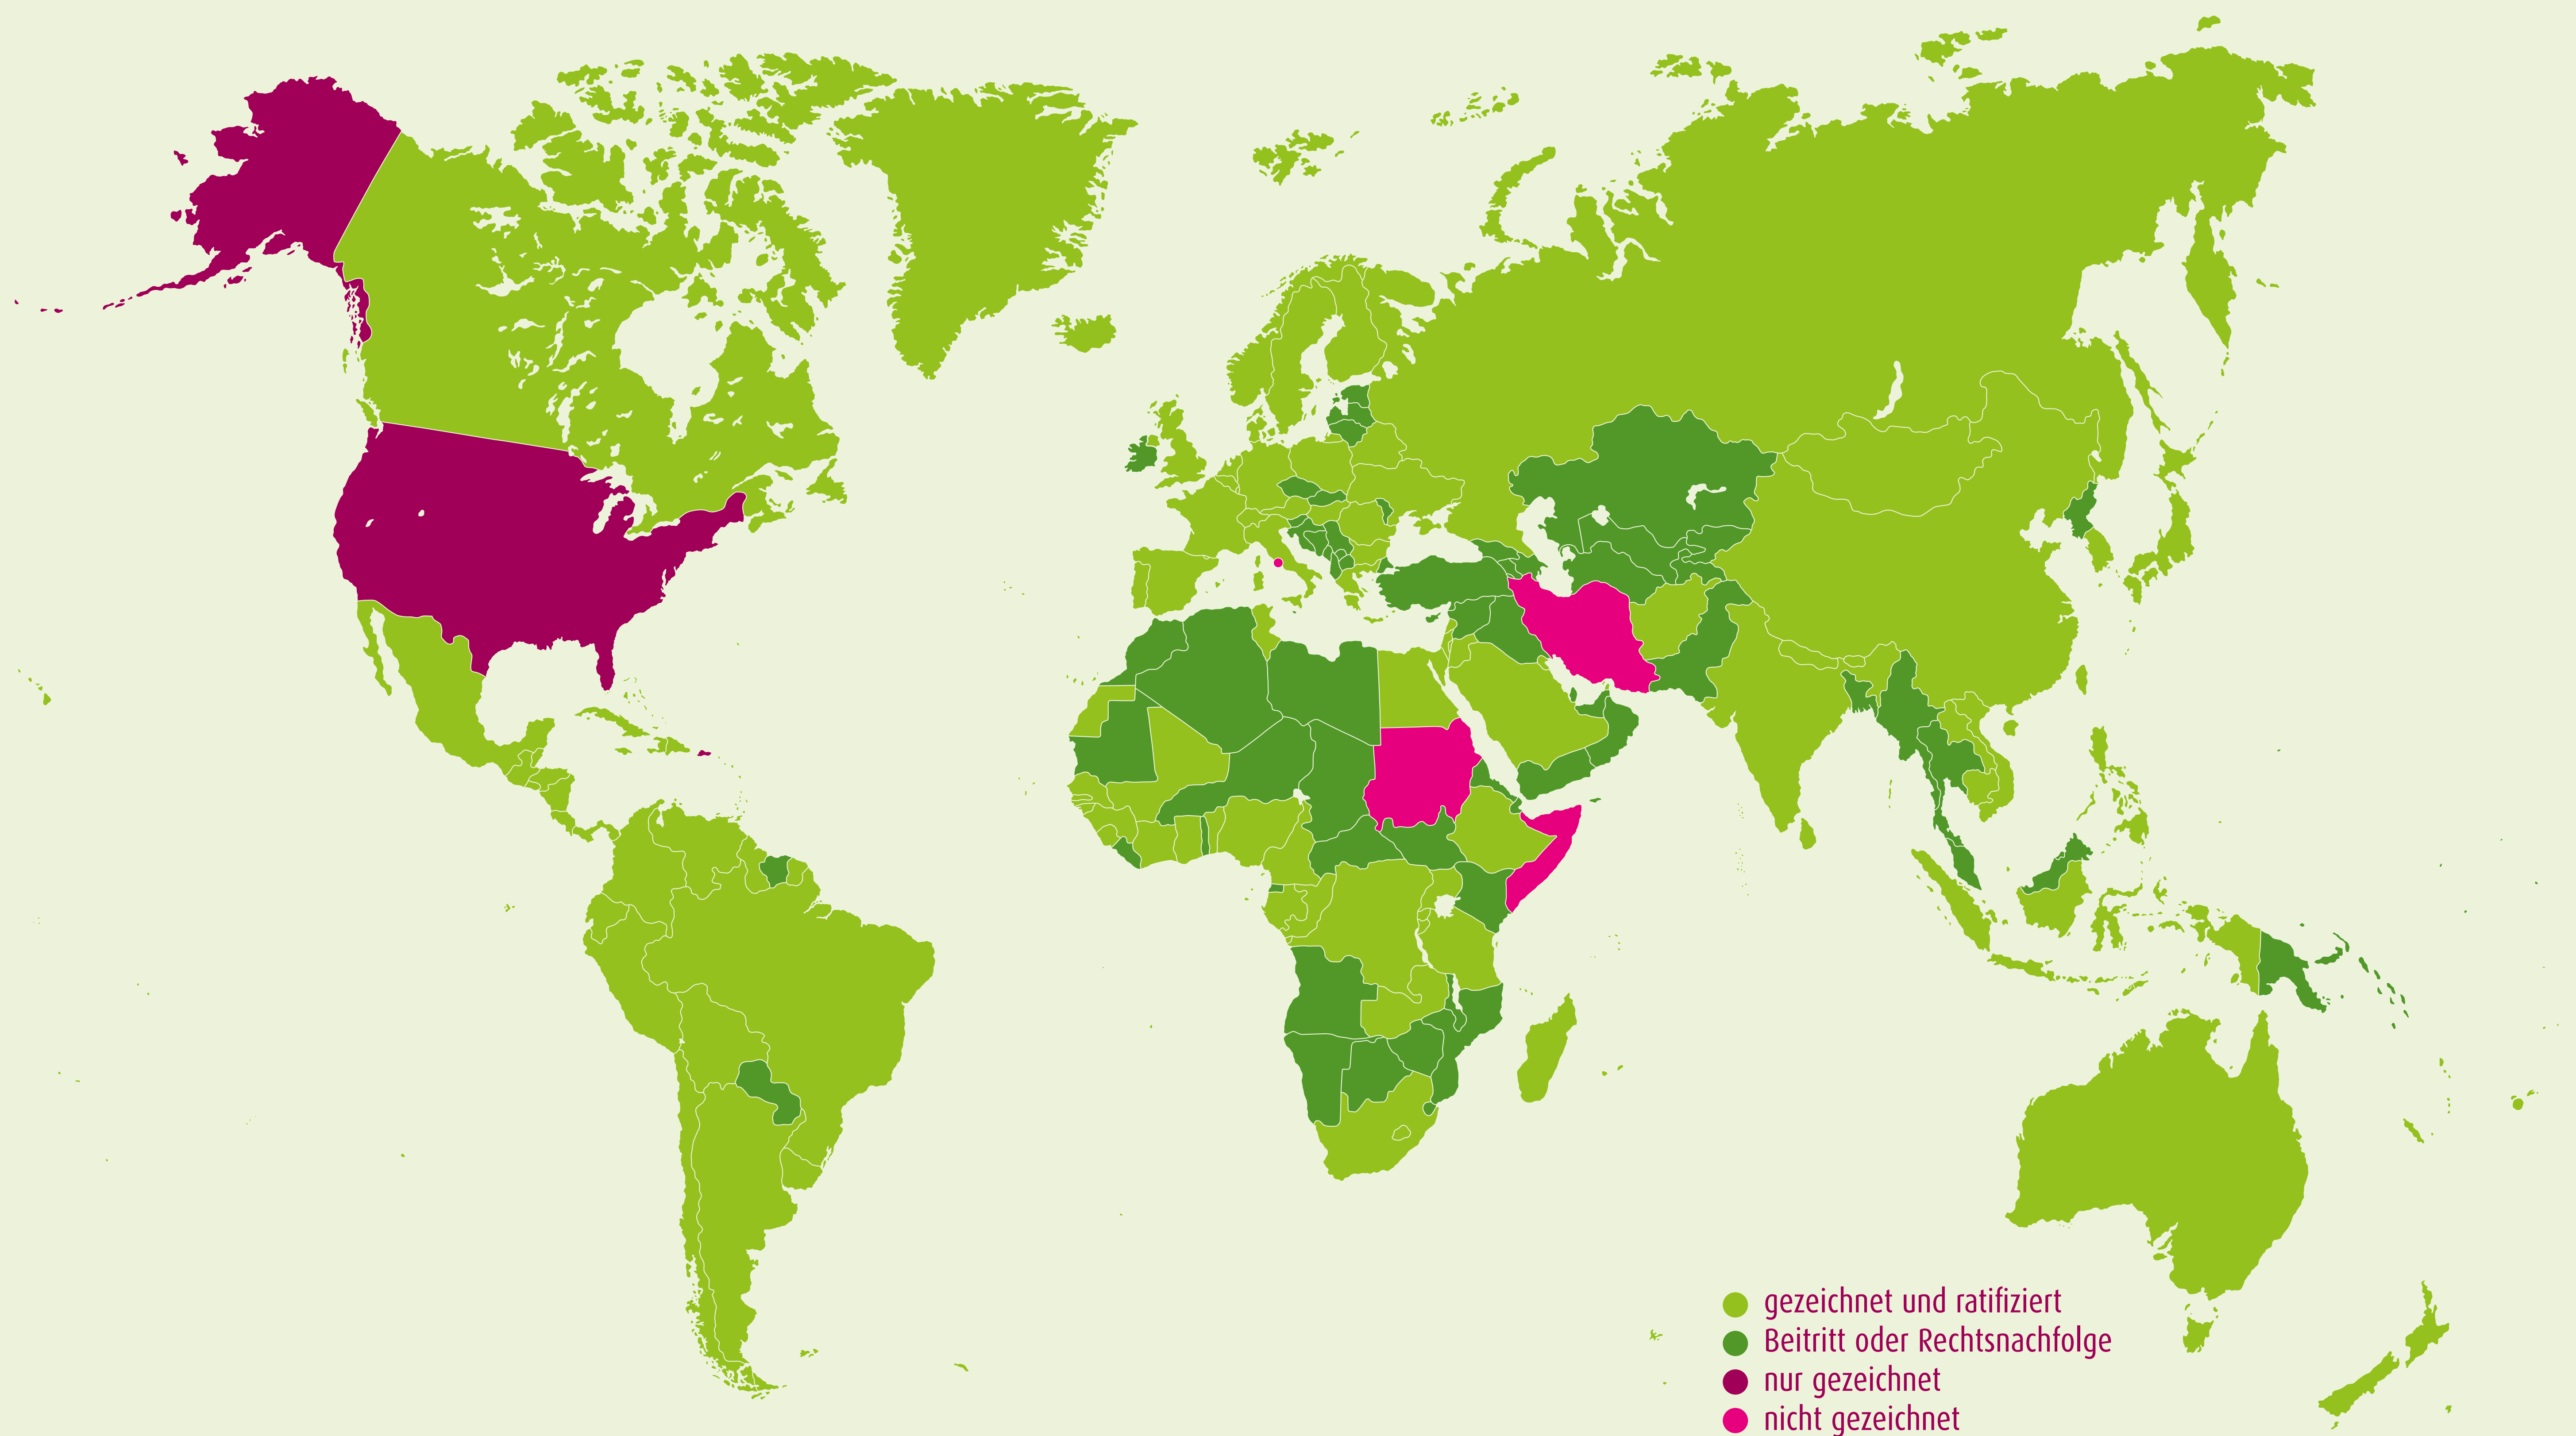 gezeichnet und ratifiziert
Beitritt oder Rechtsnachfolge
nur gezeichnet
nicht gezeichnet